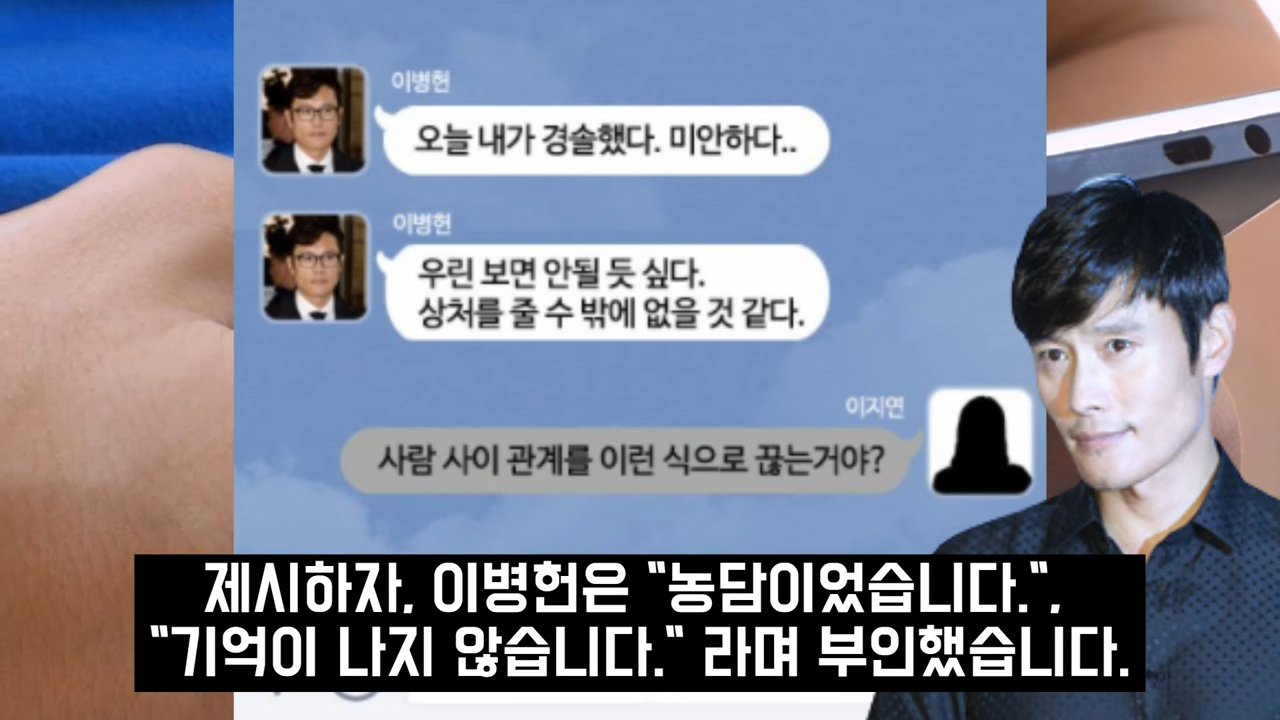 이병헌
오늘 내가 경솔했다. 미안하다..
이병헌
우린 보면 안될 듯 싶다.
상처를 줄 수 밖에 없을 것 같다.
이지연
사람 사이 관계를 이런 식으로 끊는거야?
제시하자, 이병헌은 "농담이었습니다.",
"기억이 나지 않습니다." 라며 부인했습니다.